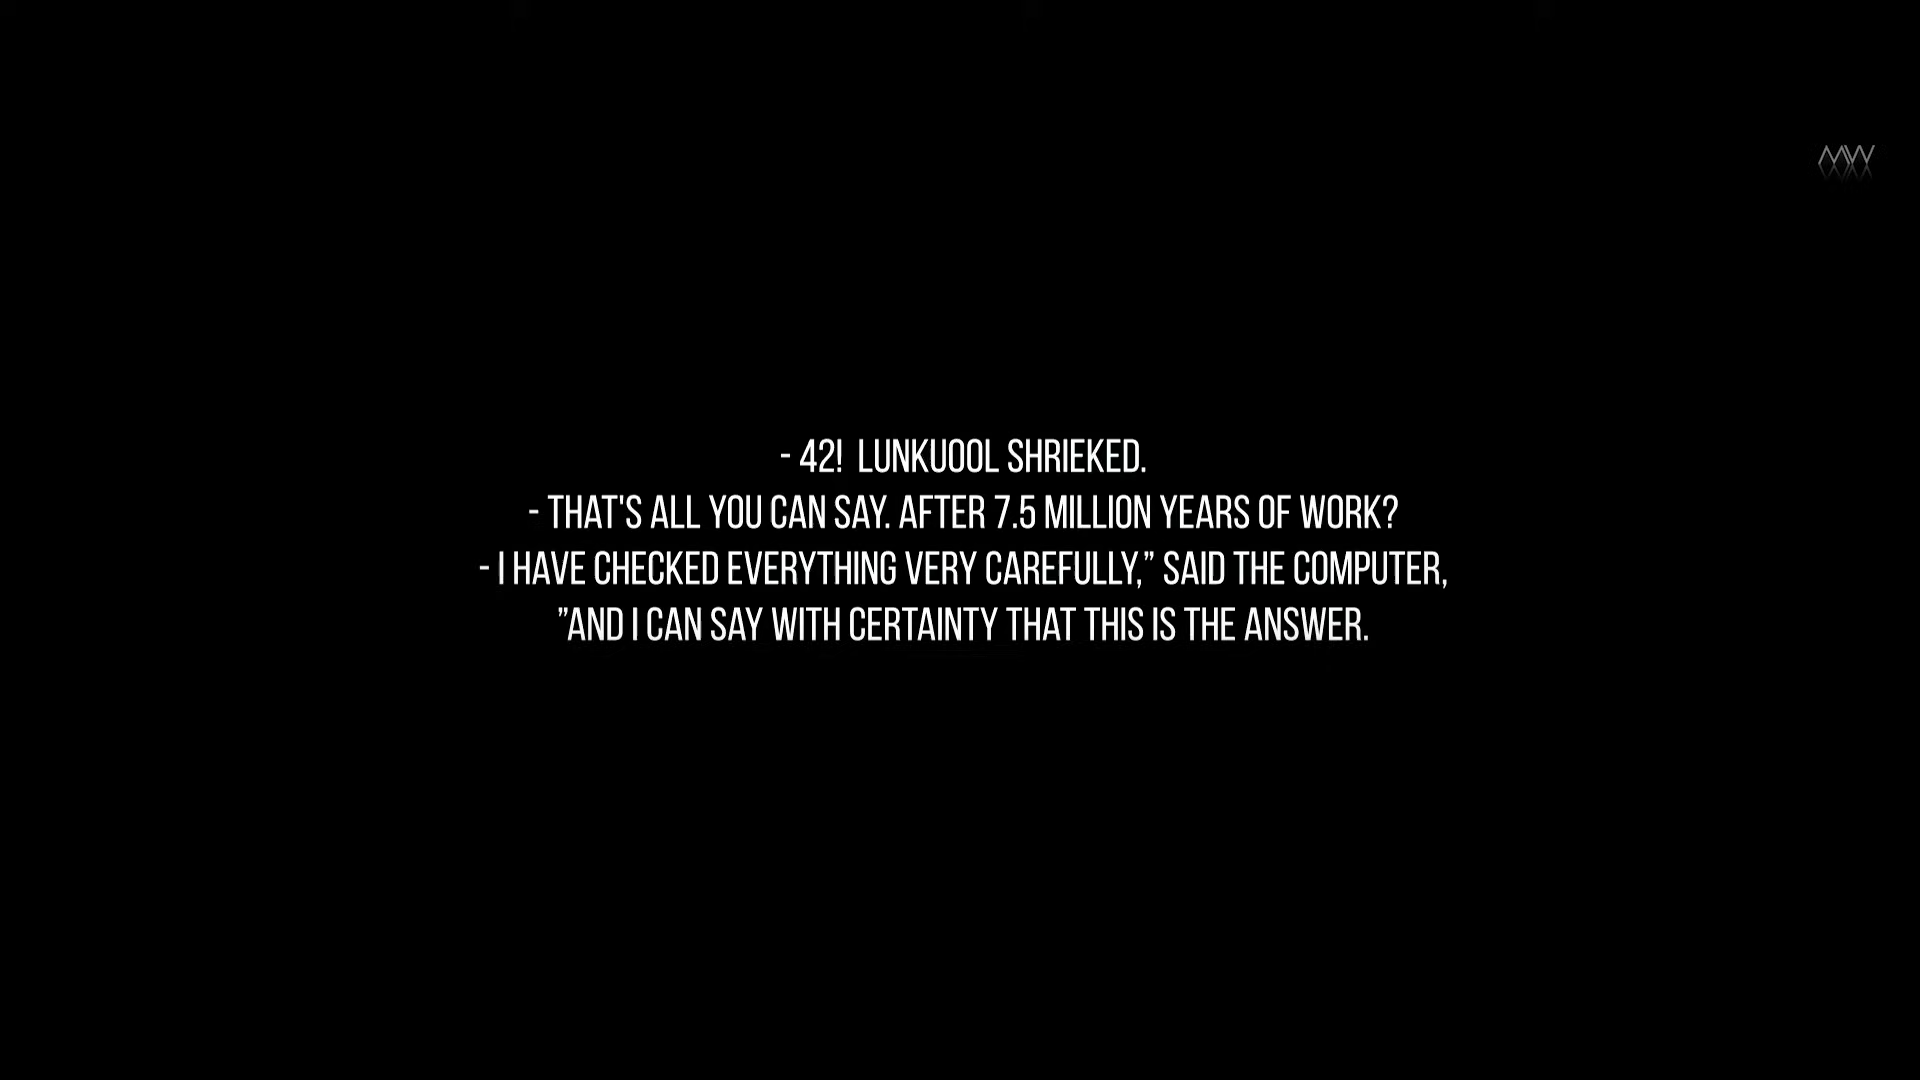 MW
- 42!  LUNKUOOL SHRIEKED.
- THAT'S ALL YOU CAN SAY. AFTER 7.5 MILLION YEARS OF WORK?
- I HAVE CHECKED EVERYTHING VERY CAREFULLY,” SAID THE COMPUTER,
”AND I CAN SAY WITH CERTAINTY THAT THIS IS THE ANSWER.